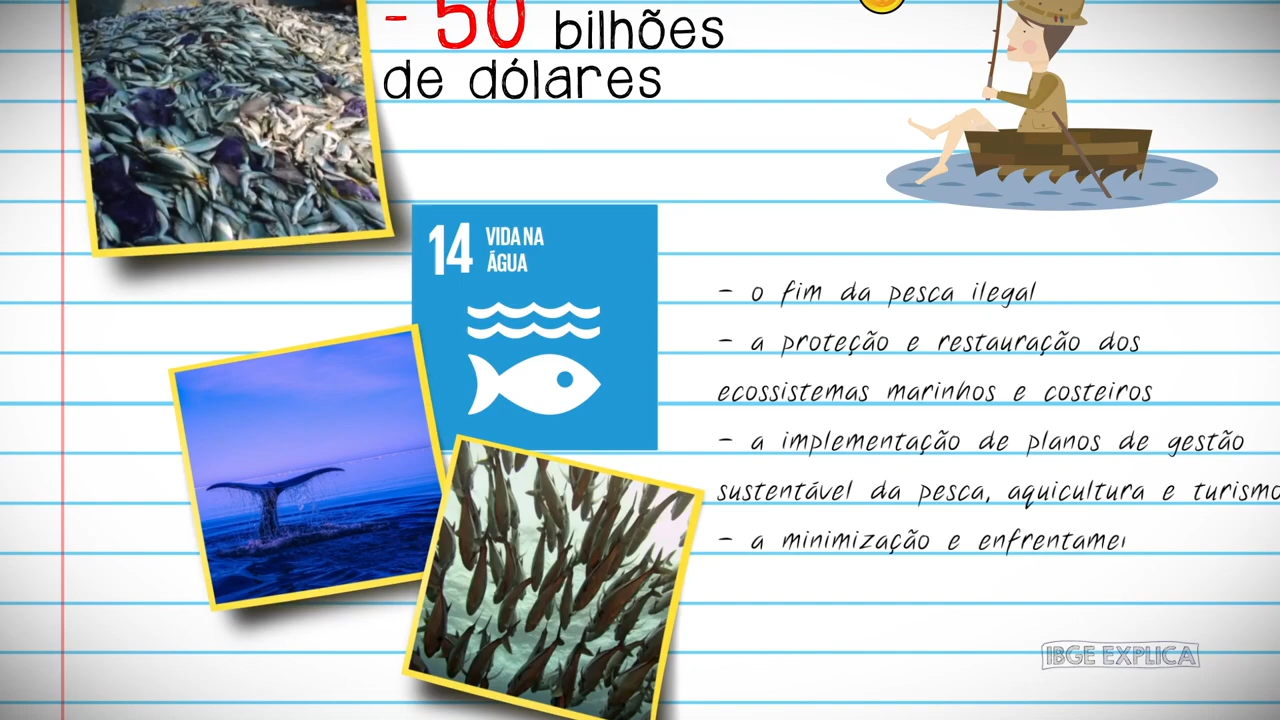 - 50 bilhões
de dólares
14 VIDA NA
ÁGUA
- o fim da pesca ilegal
- a proteção e restauração dos
ecossistemas marinhos e costeiros
- a implementação de planos de gestão
sustentável da pesca, aquicultura e turismo
- a minimização e enfrentamei
IBGE EXPLICA